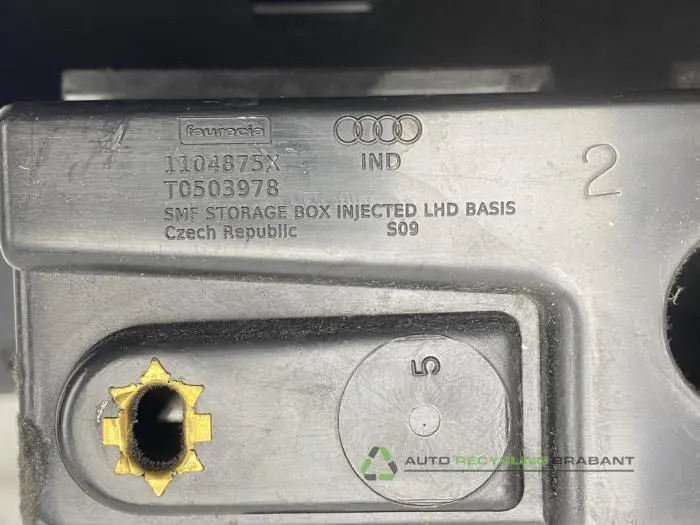 faurecia
1104875X IND
T0503978
SMF STORAGE BOX INJECTED LHD BASIS
Czech Republic S09
2
5
AUTO RECYCLING BRABANT